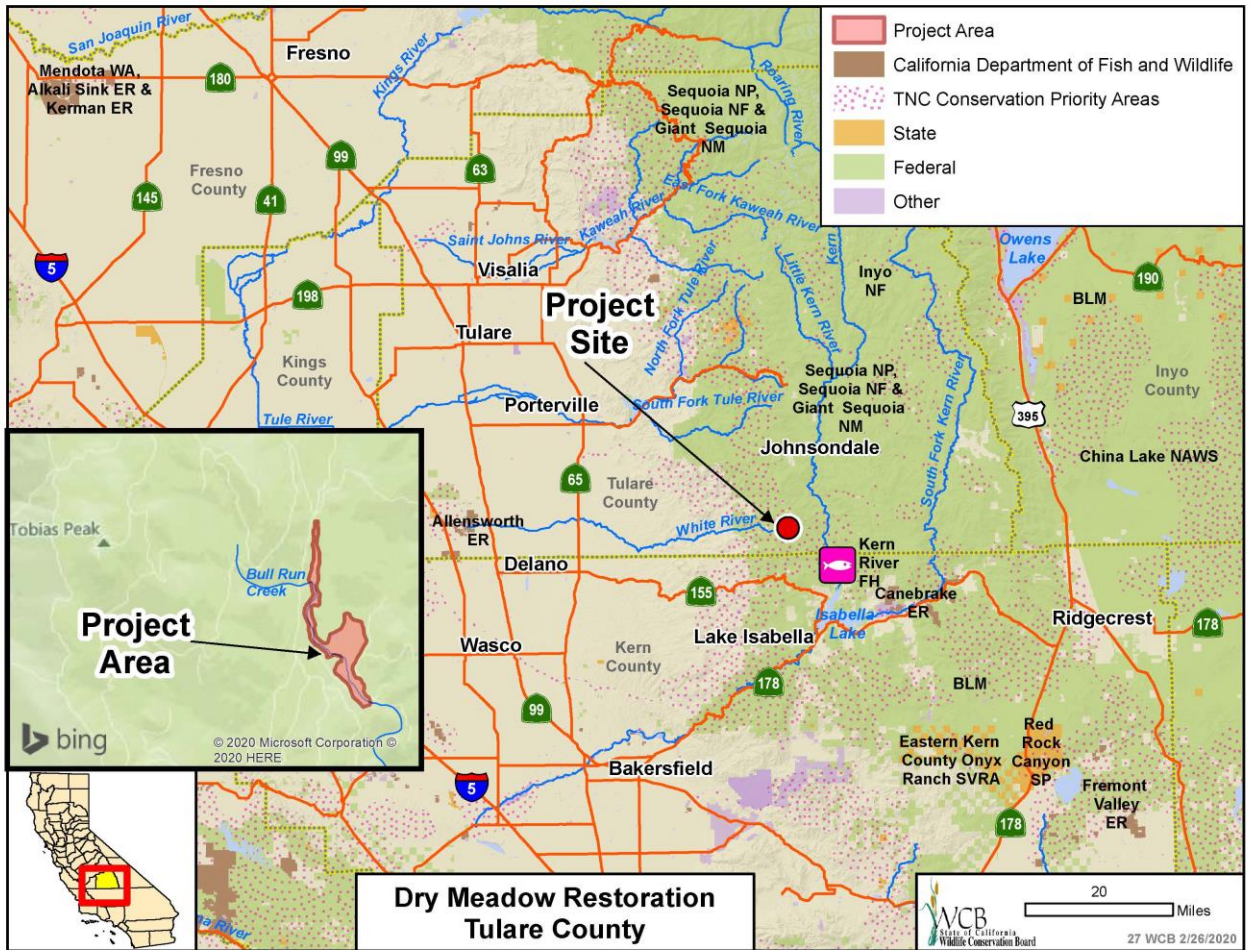 San Joaquin River
Fresno
Kings River
Roaring River
Mendota WA,
Alkali Sink ER &
Kerman ER
180
Sequoia NP,
Sequoia NF &
Giant Sequoia
NM
Fresno
County
99
63
145
41
East Fork Kaweah River
Kaweah River
Saint Johns River
Kern
5
Visalia
198
Little Kern River
Inyo
NF
Owens
Lake
190
BLM
Project
Site
North Fork Tule River
Tulare
Kings
County
Sequoia NP,
Sequoia NF &
Giant Sequoia
NM
South Fork Kern River
Inyo
County
395
Porterville
South Fork Tule River
Tule River
Johnsondale
China Lake NAWS
65
Tulare
County
Allensworth
ER
White River
Kern
River
FH
Delano
155
Canebrake
ER
Isabella
Lake
Ridgecrest
178
Wasco
Kern
County
Lake Isabella
178
BLM
99
Eastern Kern
County Onyx
Ranch SVRA
Red
Rock
Canyon
SP
Fremont
Valley
ER
Bakersfield
5
178
Project Area
California Department of Fish and Wildlife
TNC Conservation Priority Areas
State
Federal
Other
Tobias Peak
Bull Run
Creek
Project
Area
bing
© 2020 Microsoft Corporation ©
2020 HERE
ma River
Dry Meadow Restoration
Tulare County
WCB
State of California
Wildlife Conservation Board
20
Miles
27 WCB 2/26/2020